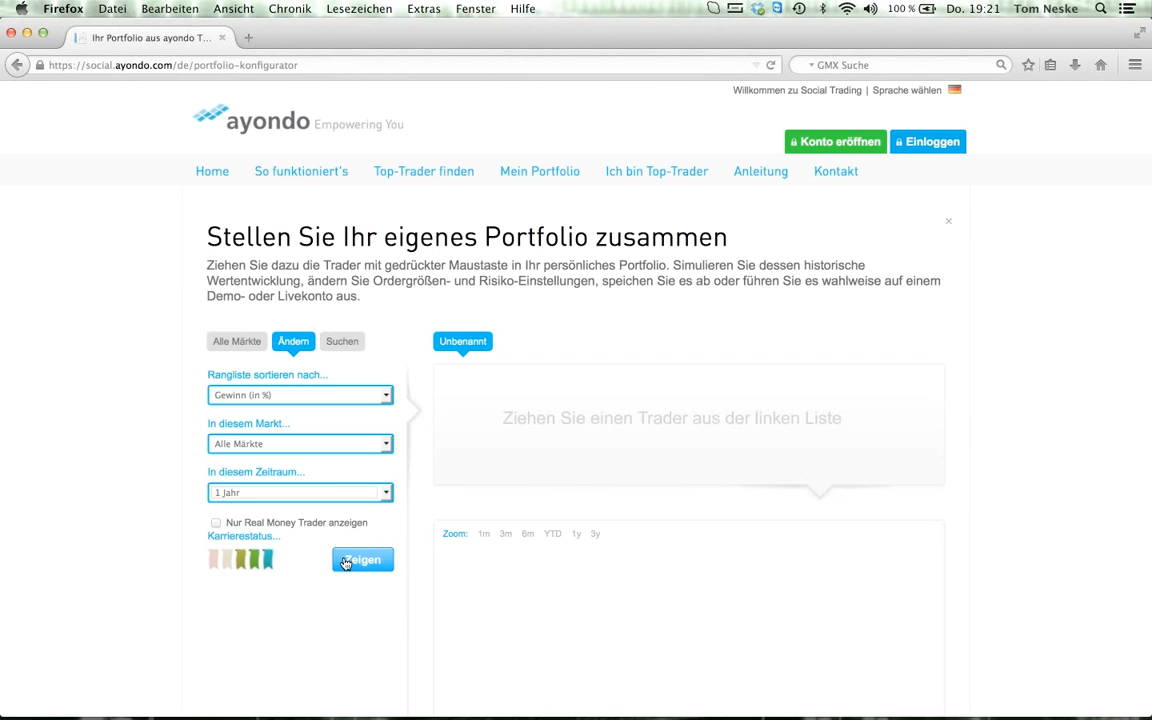 Firefox Datei Bearbeiten Ansicht Chronik Lesezeichen Extras Fenster Hilfe 100 % Do. 19:21 Tom Neske
Ihr Portfolio aus ayondo T...
https://social.ayondo.com/de/portfolio-konfigurator
GMX Suche
Willkommen zu Social Trading | Sprache wählen
ayondo Empowering You
Konto eröffnen Einloggen
Home So funktioniert's Top-Trader finden Mein Portfolio Ich bin Top-Trader Anleitung Kontakt
Stellen Sie Ihr eigenes Portfolio zusammen
Ziehen Sie dazu die Trader mit gedrückter Maustaste in Ihr persönliches Portfolio. Simulieren Sie dessen historische
Wertentwicklung, ändern Sie Ordergrößen- und Risiko-Einstellungen, speichen Sie es ab oder führen Sie es wahlweise auf einem
Demo- oder Livekonto aus.
Alle Märkte Ändern Suchen
Unbenannt
Rangliste sortieren nach...
Gewinn (in %)
In diesem Markt...
Alle Märkte
In diesem Zeitraum...
1 Jahr
Nur Real Money Trader anzeigen
Karrierestatus...
Zeigen
Ziehen Sie einen Trader aus der linken Liste
Zoom: 1m 3m 6m YTD 1y 3y